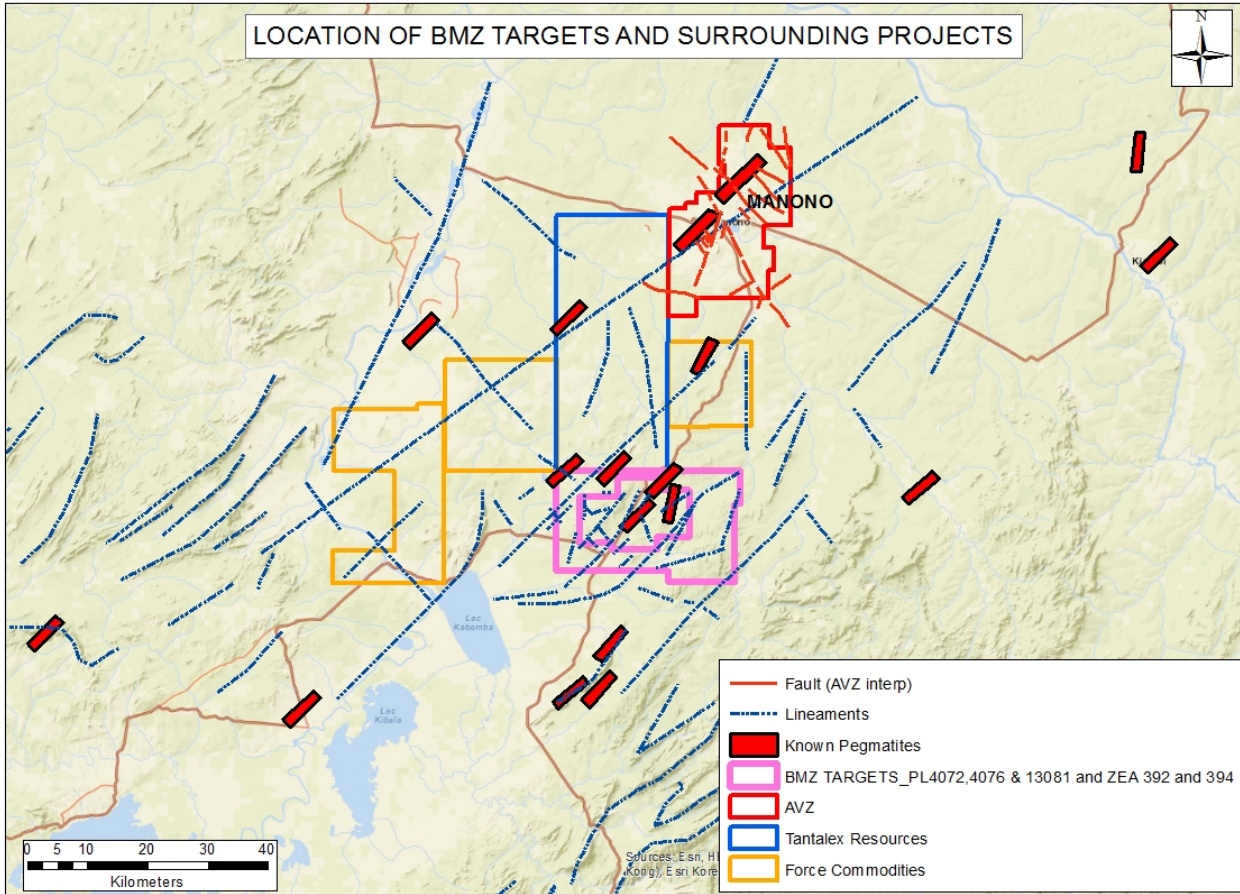 LOCATION OF BMZ TARGETS AND SURROUNDING PROJECTS
N
MANONO
Lac
Kabamba
Lac
Kibala
Fault (AVZ interp)
Lineaments
Known Pegmatites
BMZ TARGETS_PL4072,4076 & 13081 and ZEA 392 and 394
AVZ
Tantalex Resources
Force Commodities
0 5 10 20 30 40
Kilometers
Sources: Esri, 
Kong), Esri